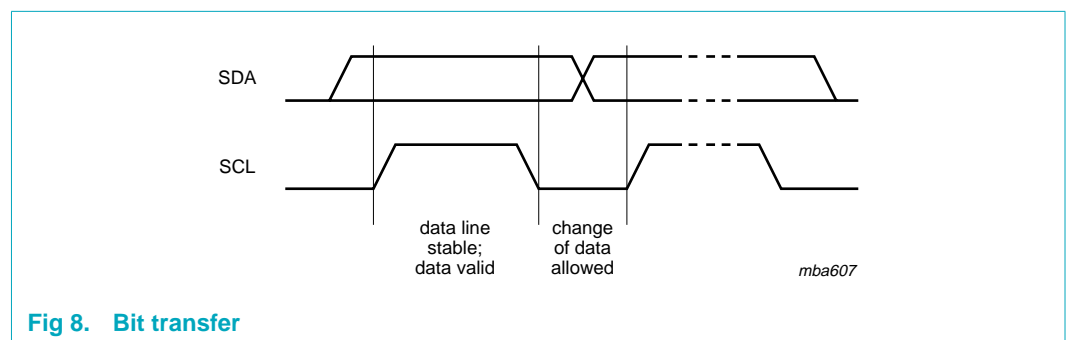 SDA
SCL
data line
stable;
data valid
change
of data
allowed
mba607
Fig 8. Bit transfer